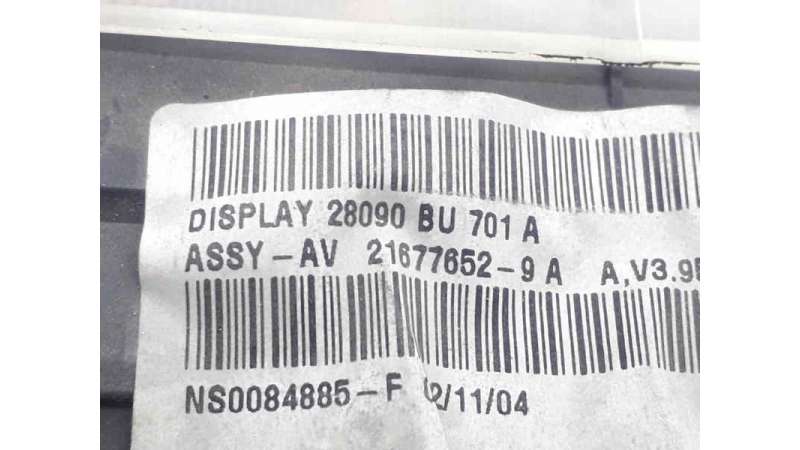 DISPLAY 28090 BU 701 A
ASSY-AV 21677652-9 A A,V3.9
NS0084885-F 2/11/04